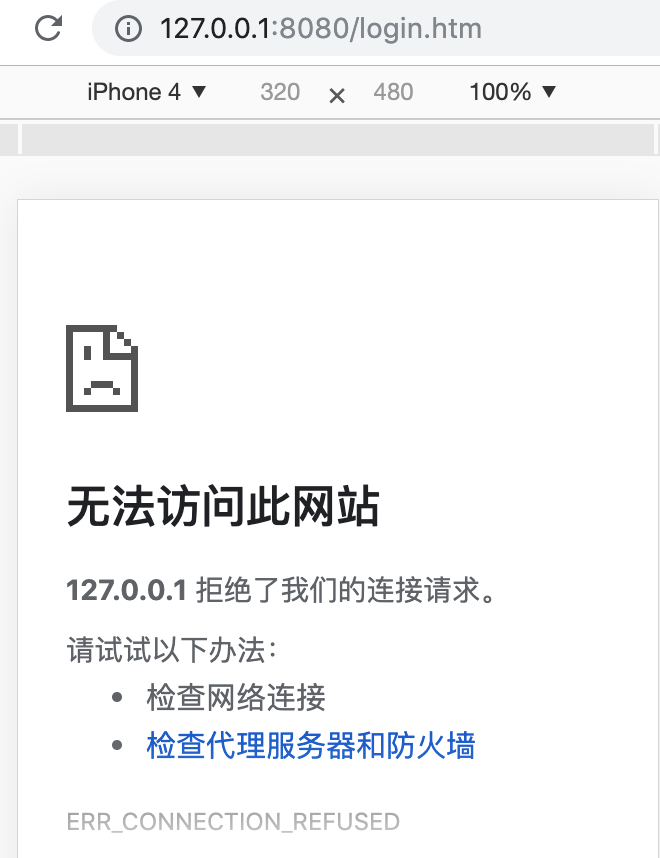 127.0.0.1:8080/login.htm
iPhone 4 ▼ 320 × 480 100% ▼
无法访问此网站
127.0.0.1 拒绝了我们的连接请求。
请试试以下办法：
• 检查网络连接
• 检查代理服务器和防火墙
ERR_CONNECTION_REFUSED